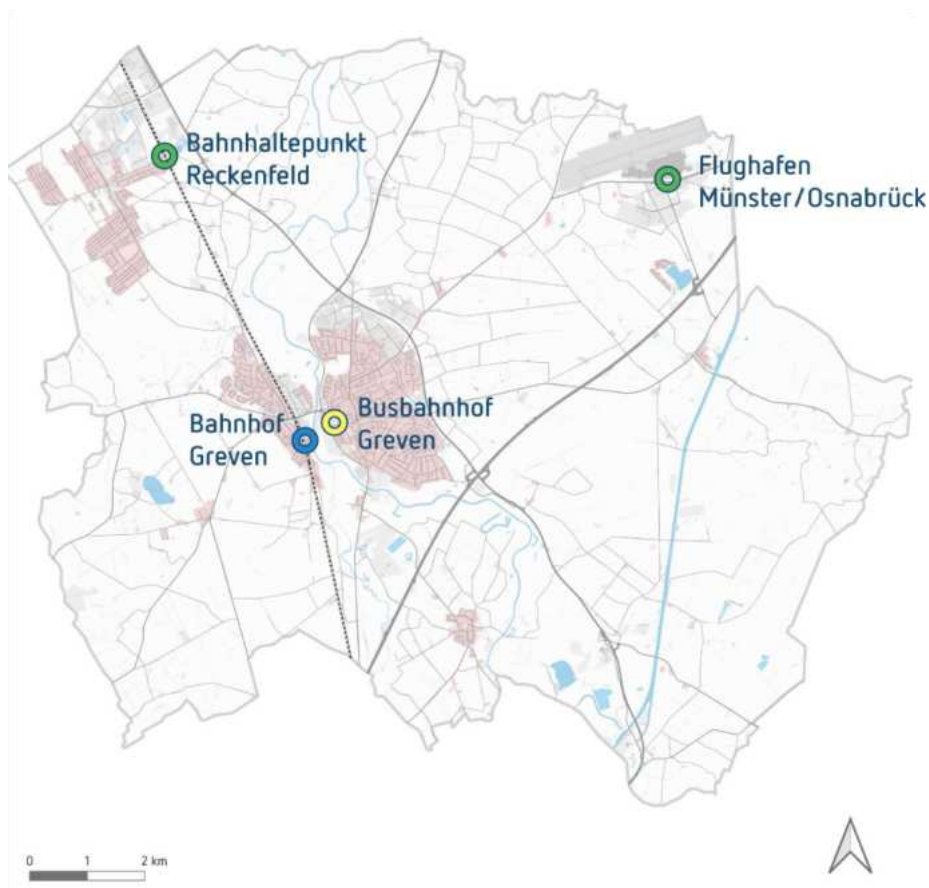 Bahnhaltepunkt
Reckenfeld
Flughafen
Münster/Osnabrück
Busbahnhof
Greven
Bahnhof
Greven
0 1 2 km